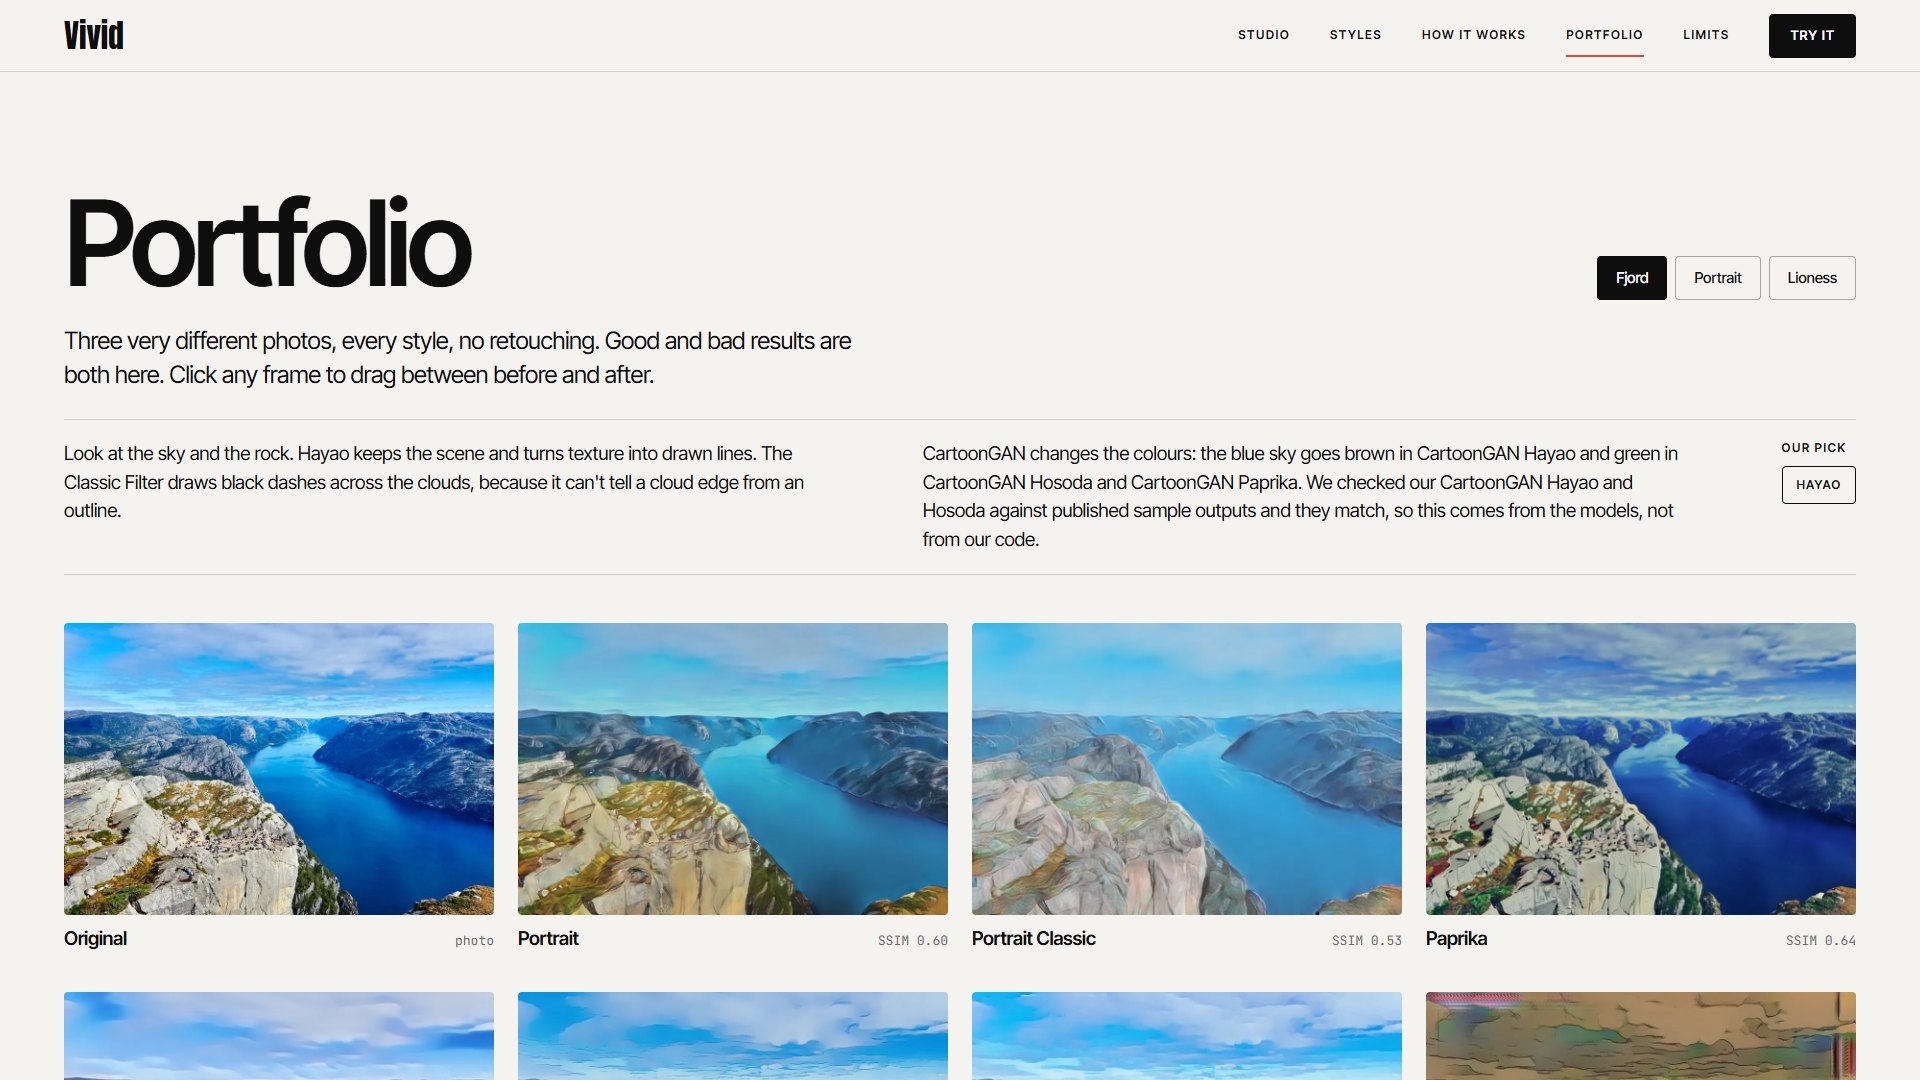 Vivid
STUDIO
STYLES
HOW IT WORKS
PORTFOLIO
LIMITS
TRY IT
Portfolio
Fjord
Portrait
Lioness
Three very different photos, every style, no retouching. Good and bad results are
both here. Click any frame to drag between before and after.
Look at the sky and the rock. Hayao keeps the scene and turns texture into drawn lines. The
Classic Filter draws black dashes across the clouds, because it can't tell a cloud edge from an
outline.
CartoonGAN changes the colours: the blue sky goes brown in CartoonGAN Hayao and green in
CartoonGAN Hosoda and CartoonGAN Paprika. We checked our CartoonGAN Hayao and
Hosoda against published sample outputs and they match, so this comes from the models, not
from our code.
OUR PICK
HAYAO
Original
photo
Portrait
SSIM 0.60
Portrait Classic
SSIM 0.53
Paprika
SSIM 0.64